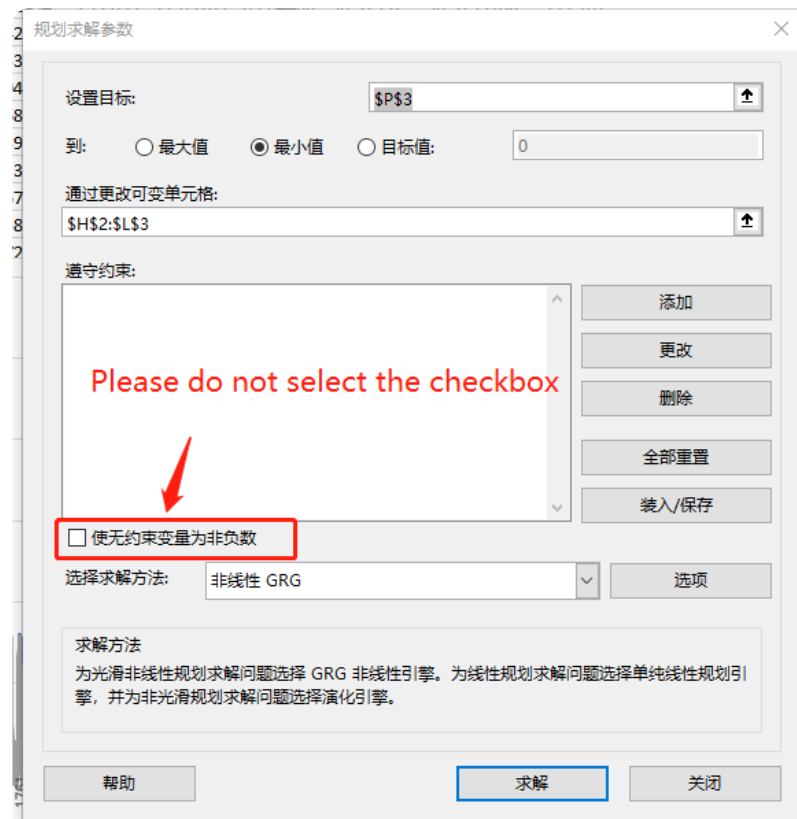 规划求解参数
设置目标:
$P$3
到:
最大值
最小值
目标值:
0
通过更改可变单元格:
$H$2:$L$3
遵守约束:
添加
更改
Please do not select the checkbox
删除
全部重置
装入/保存
使无约束变量为非负数
选择求解方法:
非线性 GRG
选项
求解方法
为光滑非线性规划求解问题选择 GRG 非线性引擎。为线性规划求解问题选择单纯线性规划引
擎，并为非光滑规划求解问题选择演化引擎。
帮助
求解
关闭